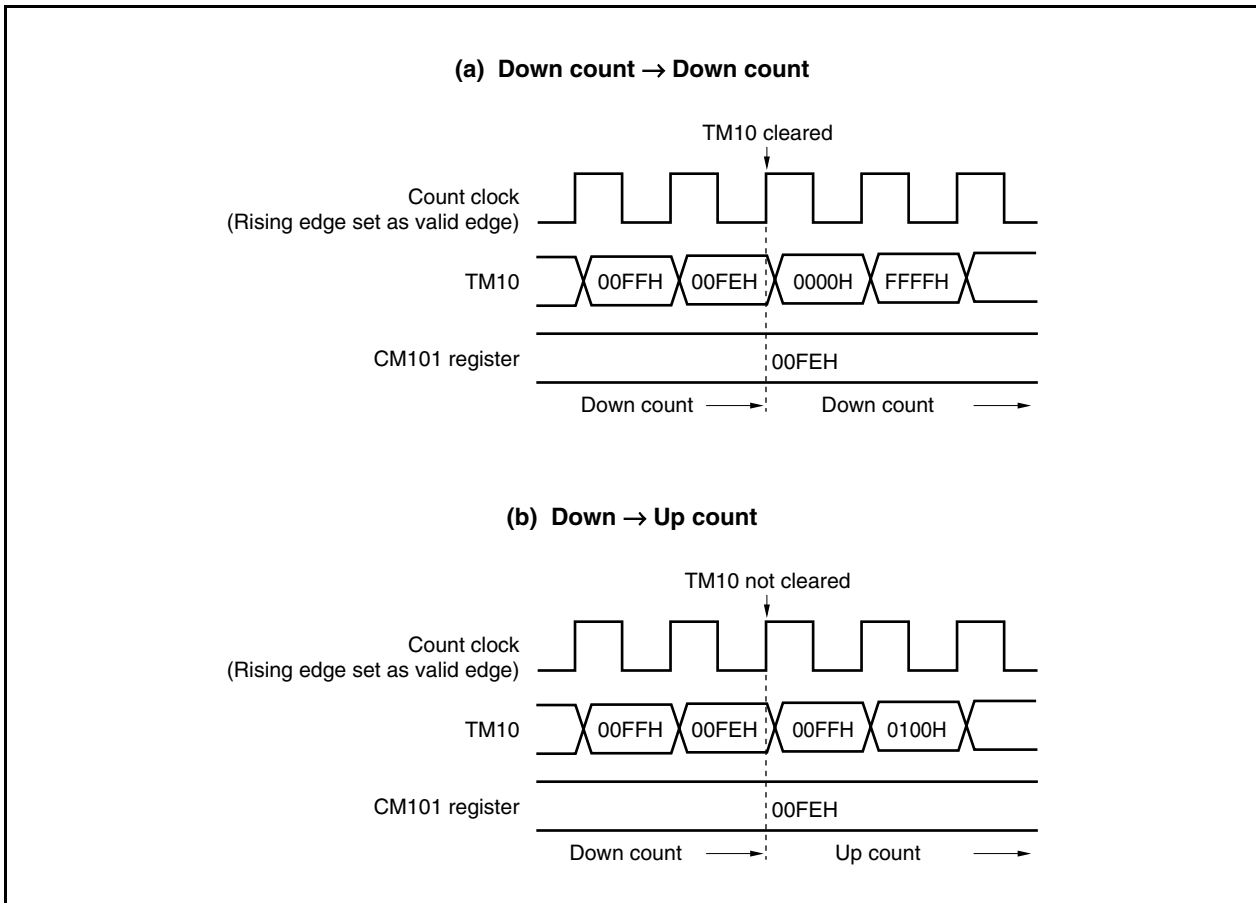 (a) Down count → Down count
TM10 cleared
Count clock
(Rising edge set as valid edge)
TM10
00FFH 00FEH 0000H FFFFH
CM101 register
00FEH
Down count Down count
(b) Down → Up count
TM10 not cleared
Count clock
(Rising edge set as valid edge)
TM10
00FFH 00FEH 00FFH 0100H
CM101 register
00FEH
Down count Up count